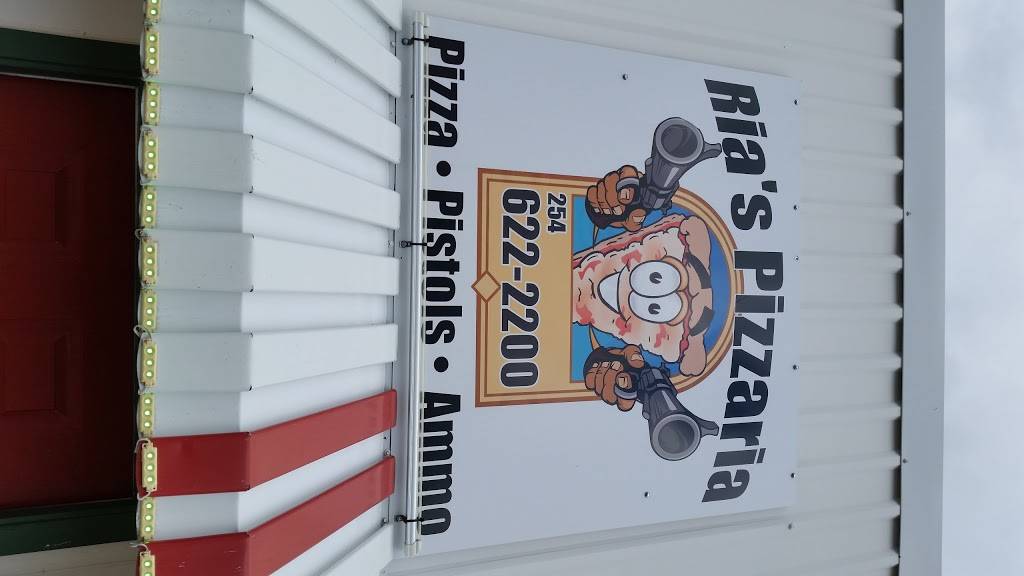 Ria's Pizzaria
254
622-2200
Pizza • Pistols • Ammo